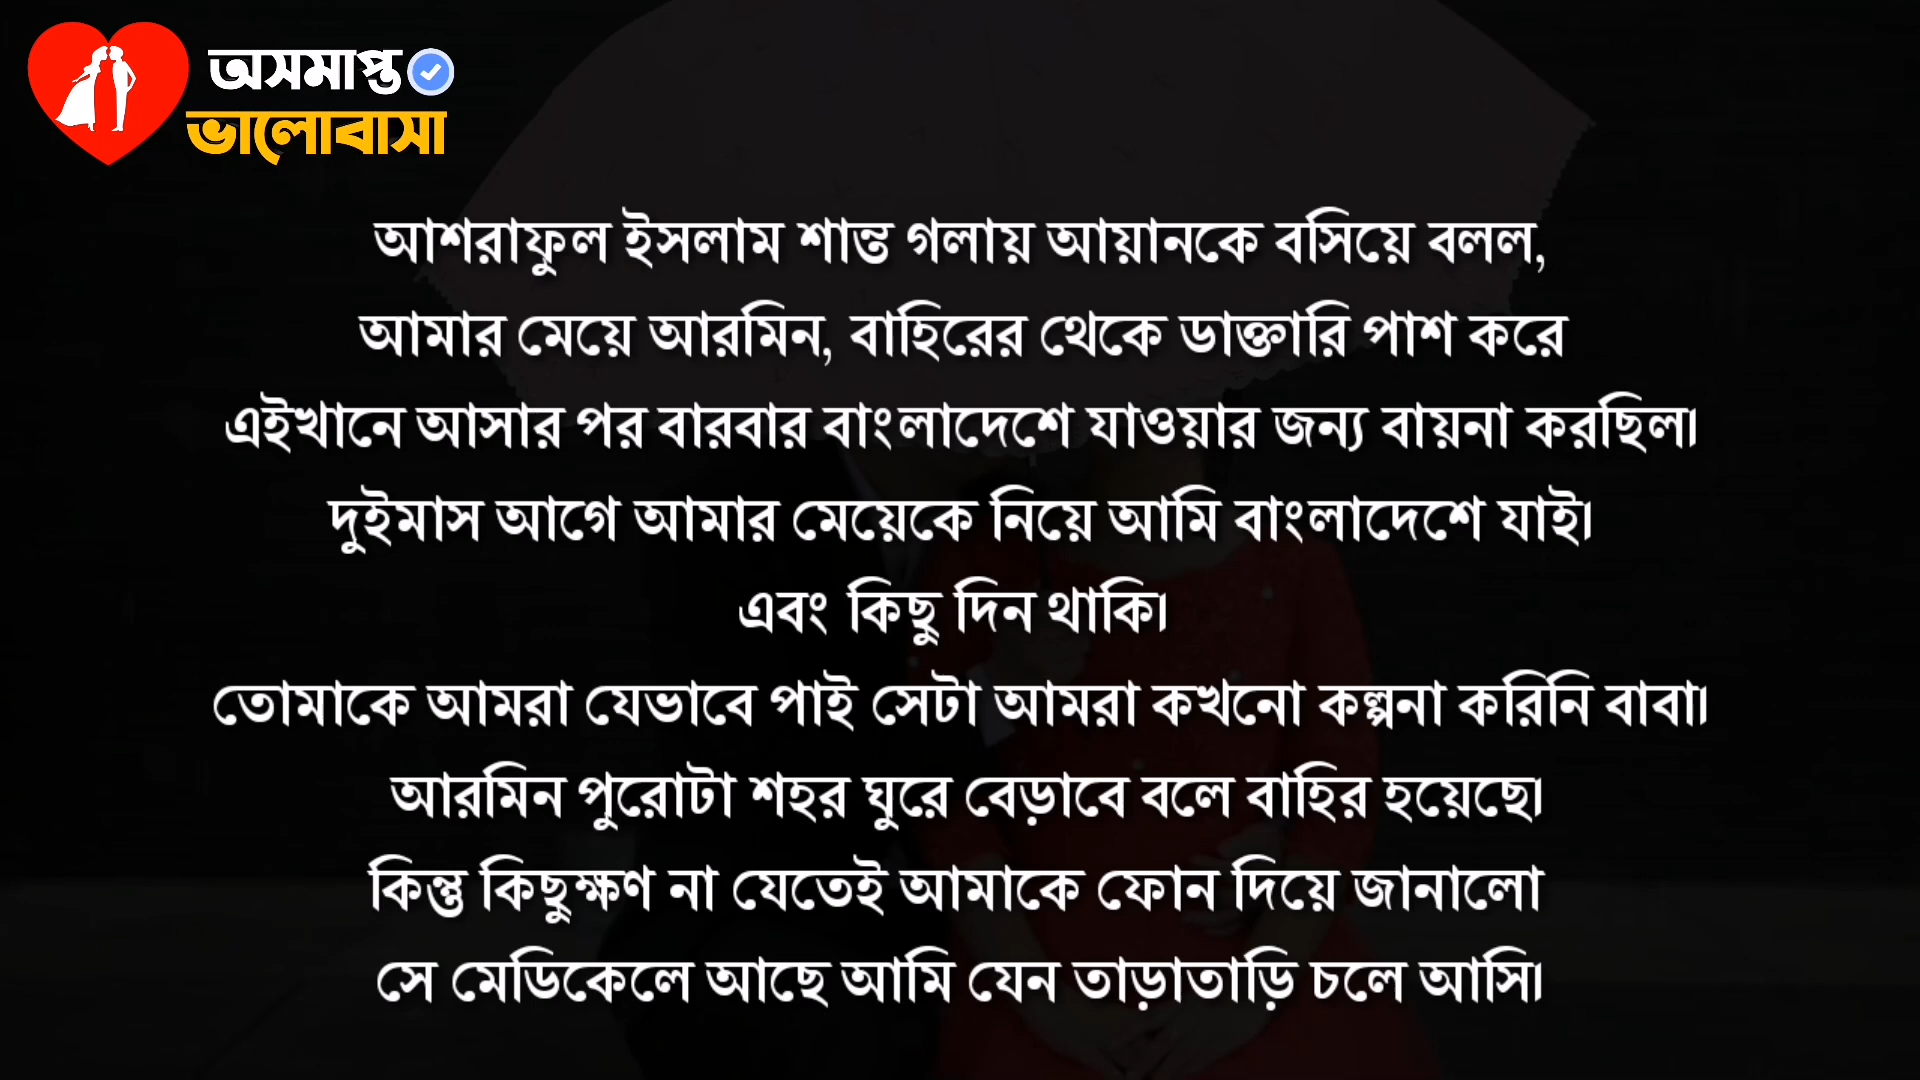 অসমাপ্ত
ভালোবাসা
আশরাফুল ইসলাম শান্ত গলায় আয়ানকে বসিয়ে বলল,
আমার মেয়ে আরমিন, বাহিরের থেকে ডাক্তারি পাশ করে
এইখানে আসার পর বারবার বাংলাদেশে যাওয়ার জন্য বায়না করছিল।
দুইমাস আগে আমার মেয়েকে নিয়ে আমি বাংলাদেশে যাই।
এবং কিছু দিন থাকি।
তোমাকে আমরা যেভাবে পাই সেটা আমরা কখনো কল্পনা করিনি বাবা।
আরমিন পুরোটা শহর ঘুরে বেড়াবে বলে বাহির হয়েছে।
কিন্তু কিছুক্ষণ না যেতেই আমাকে ফোন দিয়ে জানালো
সে মেডিকেলে আছে আমি যেন তাড়াতাড়ি চলে আসি।